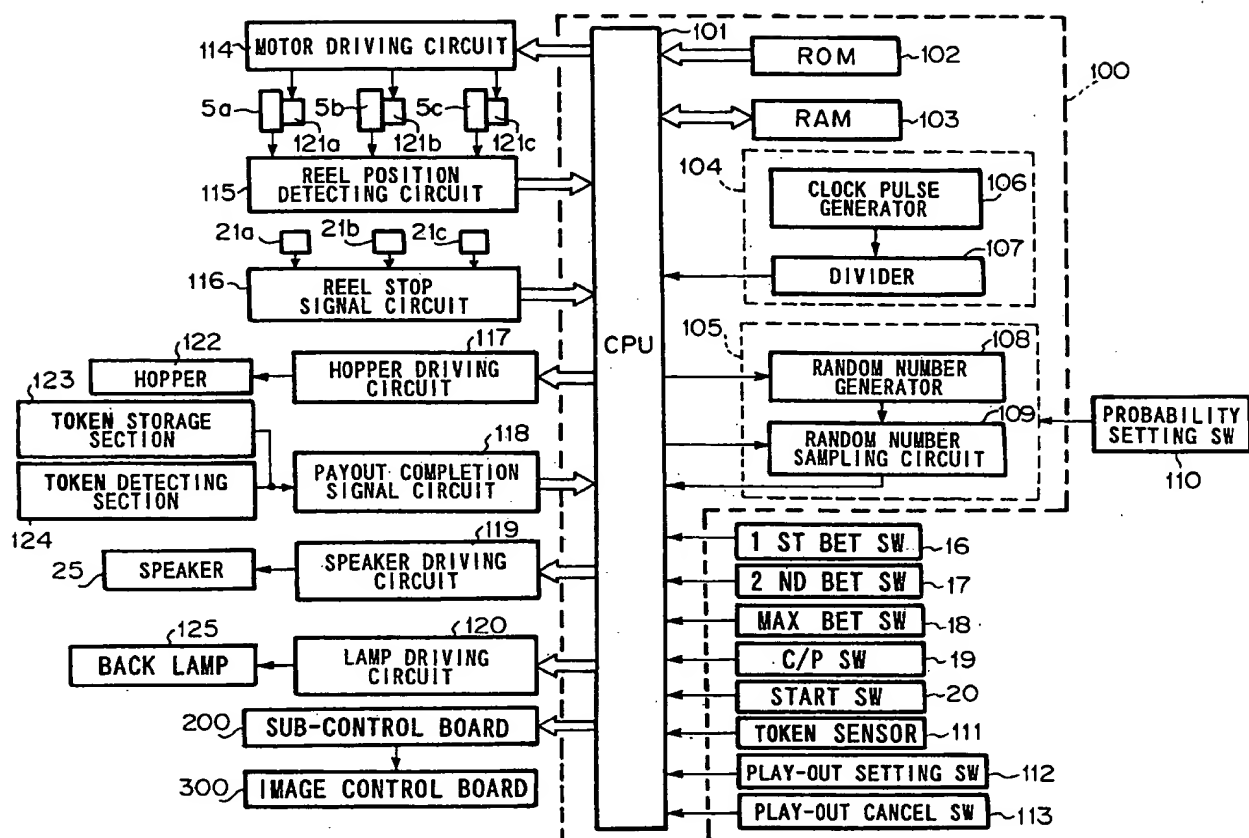 114
MOTOR DRIVING CIRCUIT
5a
5b
5c
121a
121b
121c
115
REEL POSITION
DETECTING CIRCUIT
21a
21b
21c
116
REEL STOP
SIGNAL CIRCUIT
122
HOPPER
117
HOPPER DRIVING
CIRCUIT
123
TOKEN STORAGE
SECTION
TOKEN DETECTING
SECTION
124
118
PAYOUT COMPLETION
SIGNAL CIRCUIT
25
SPEAKER
119
SPEAKER DRIVING
CIRCUIT
125
BACK LAMP
120
LAMP DRIVING
CIRCUIT
200
SUB-CONTROL BOARD
300
IMAGE CONTROL BOARD
101
CPU
ROM
102
100
RAM
103
104
CLOCK PULSE
GENERATOR
106
107
DIVIDER
105
108
RANDOM NUMBER
GENERATOR
109
RANDOM NUMBER
SAMPLING CIRCUIT
PROBABILITY
SETTING SW
110
1 ST BET SW
16
2 ND BET SW
17
MAX BET SW
18
C/P SW
19
START SW
20
TOKEN SENSOR
111
PLAY-OUT SETTING SW
112
PLAY-OUT CANCEL SW
113